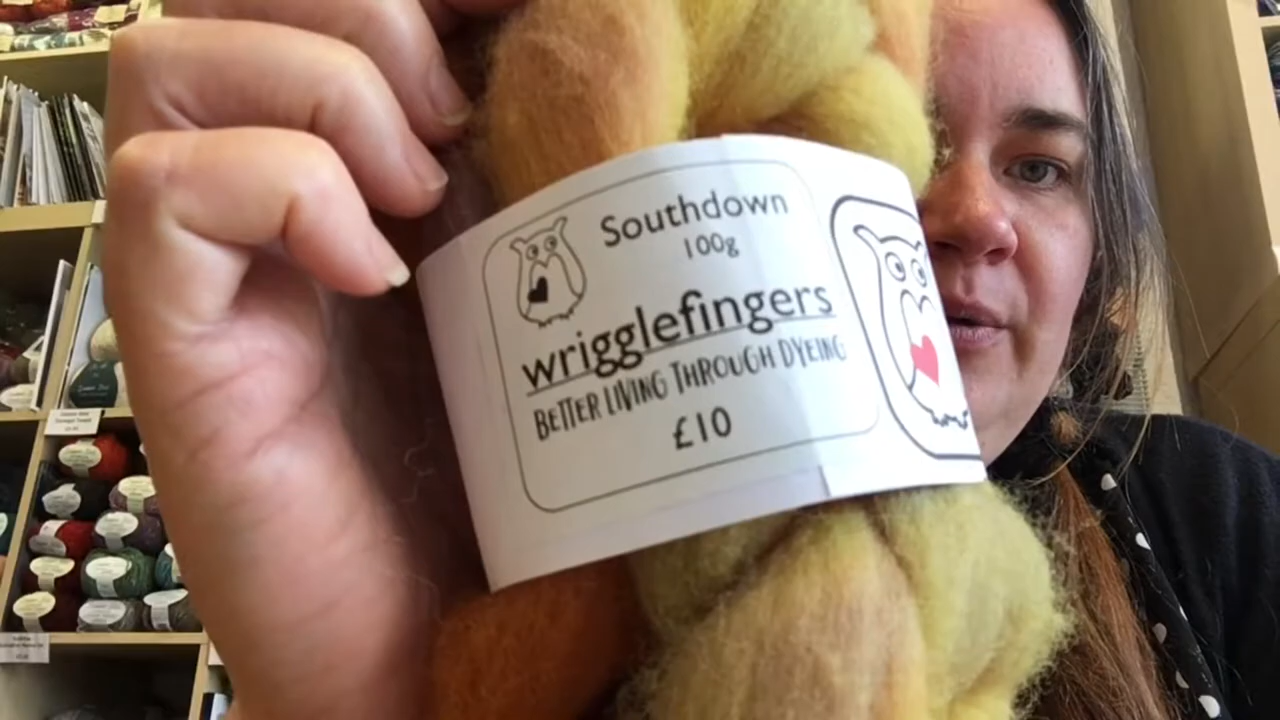 Southdown
100g
wrigglefingers
BETTER LIVING THROUGH DYEING
£10